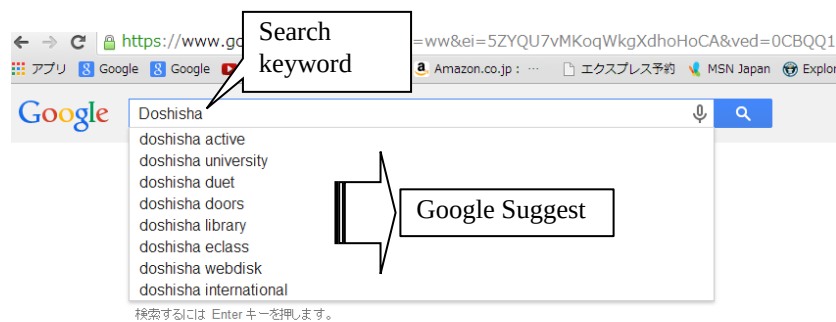 Search
keyword
https://www.go =ww&ei=5ZYQU7vMKoqWkgXdhoHoCA&ved=0CBQQ1
アプリ Google Google Amazon.co.jp : … エクスプレス予約 MSN Japan Explor
Google Doshisha
doshisha active
doshisha university
doshisha duet
doshisha doors
doshisha library
doshisha eclass
doshisha webdisk
doshisha international
Google Suggest
検索するには Enter キーを押します。